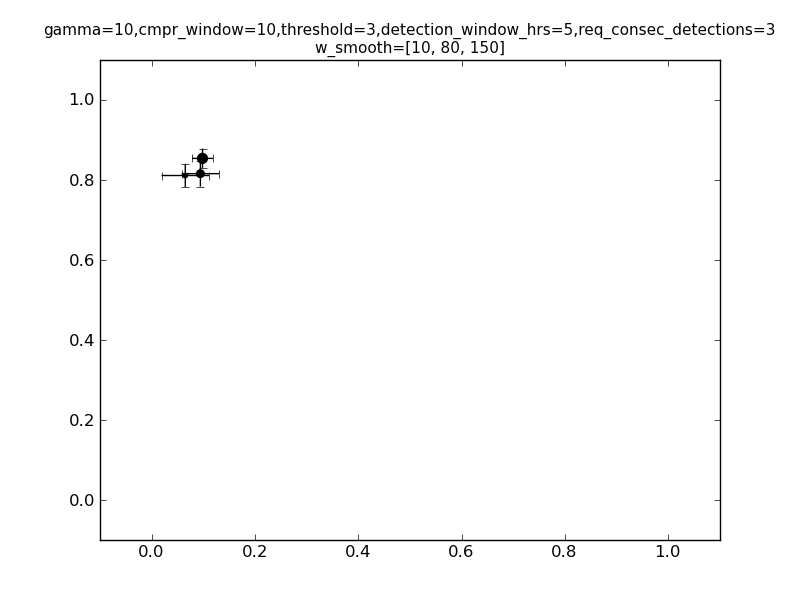 gamma=10,cmpr_window=10,threshold=3,detection_window_hrs=5,req_consec_detections=3
w_smooth=[10, 80, 150]
1.0
0.8
0.6
0.4
0.2
0.0
0.0 0.2 0.4 0.6 0.8 1.0